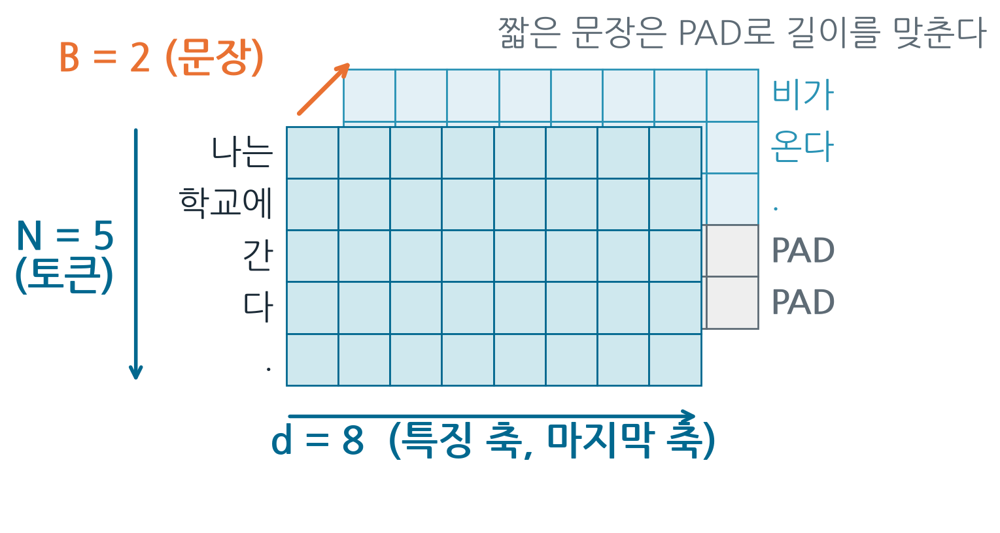 짧은 문장은 PAD로 길이를 맞춘다
B = 2 (문장)
비가
온다
.
PAD
PAD
나는
학교에
간
다
.
N = 5
(토큰)
d = 8 (특징 축, 마지막 축)